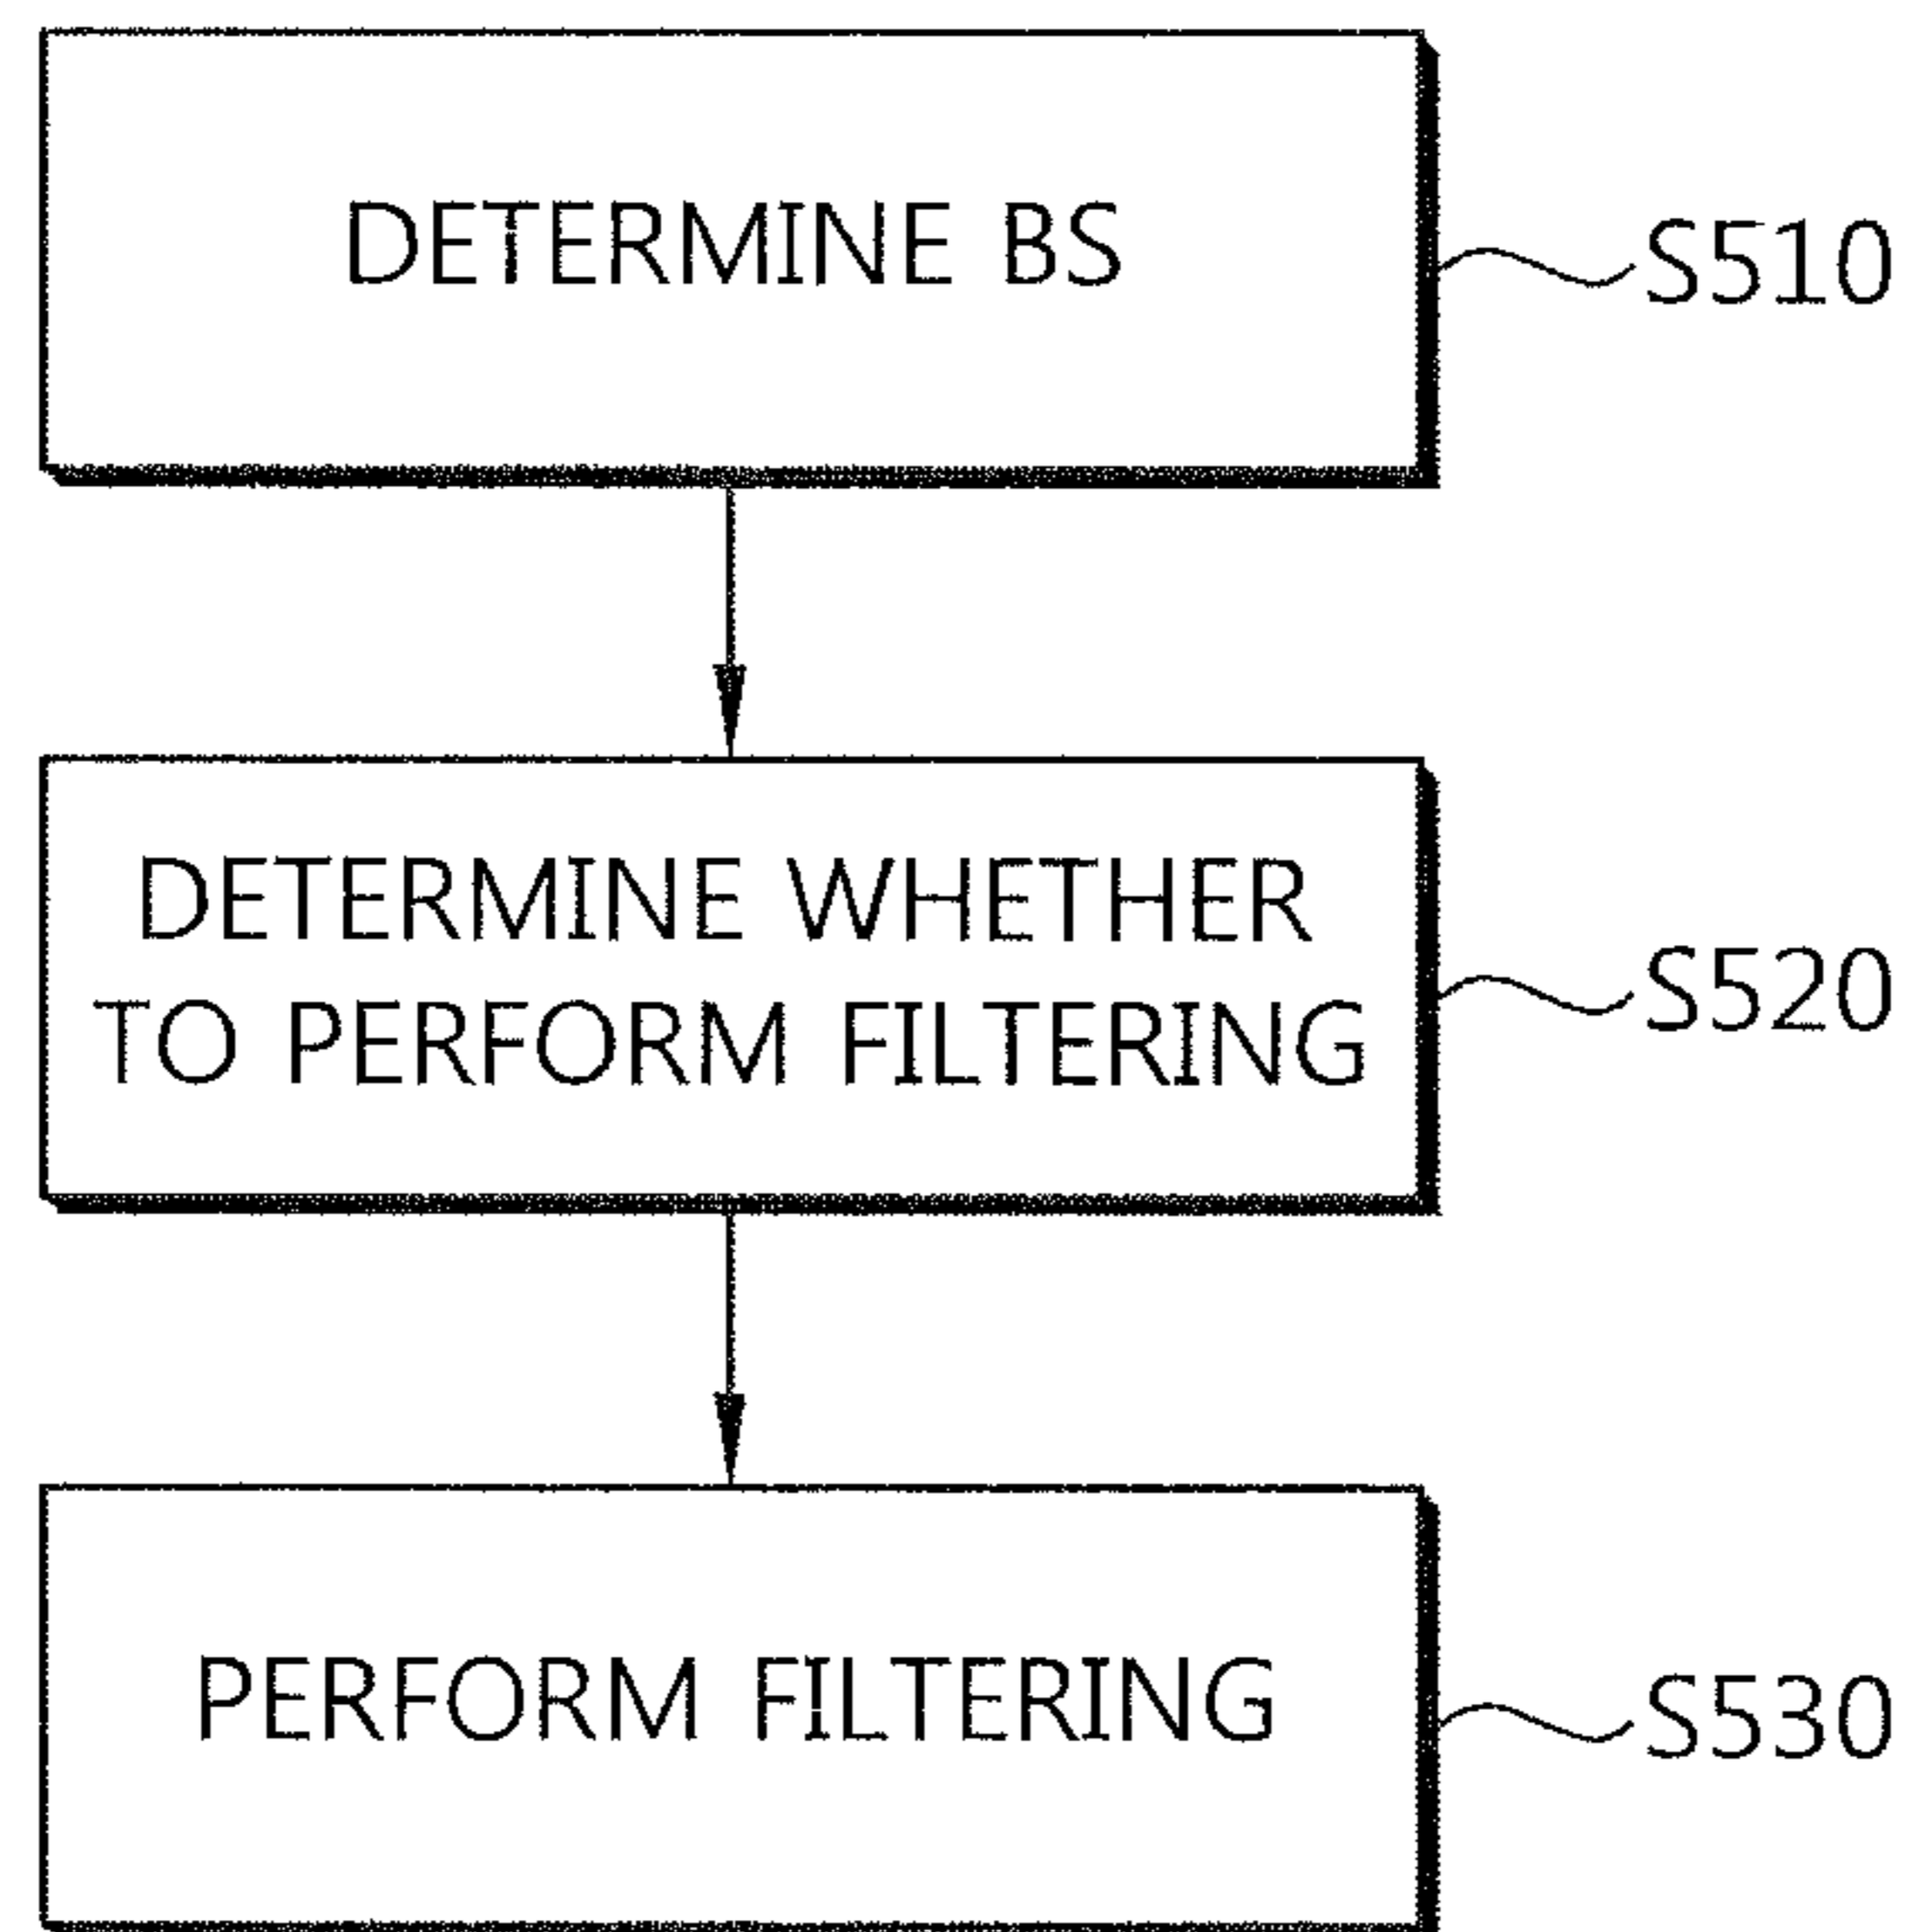 DETERMINE BS
S510
DETERMINE WHETHER
TO PERFORM FILTERING
S520
PERFORM FILTERING
S530